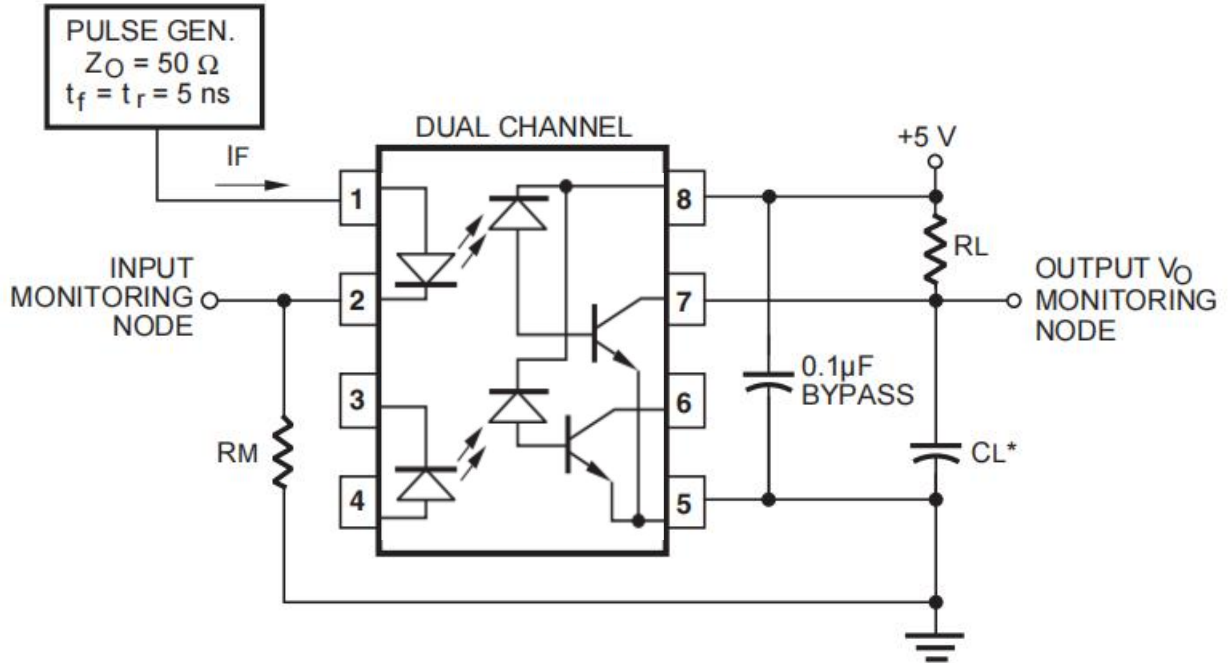 PULSE GEN.
ZO = 50 Ω
tf = tr = 5 ns
DUAL CHANNEL
+5 V
IF
1
8
RL
INPUT
MONITORING
NODE
2
7
OUTPUT VO
MONITORING
NODE
3
6
0.1µF
BYPASS
RM
CL*
4
5